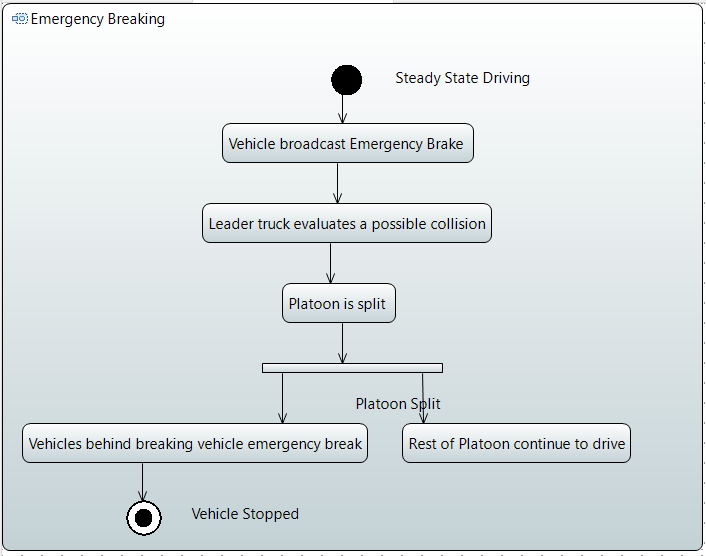 Emergency Breaking
Steady State Driving
Vehicle broadcast Emergency Brake
Leader truck evaluates a possible collision
Platoon is split
Platoon Split
Vehicles behind breaking vehicle emergency break
Rest of Platoon continue to drive
Vehicle Stopped